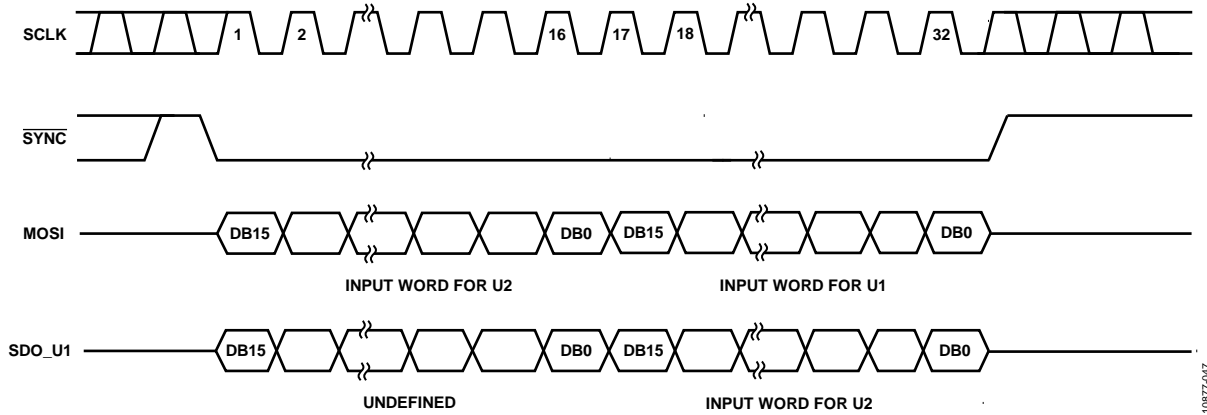 SCLK 1 2 16 17 18 32
SYNC
MOSI DB15 DB0 DB15 DB0
INPUT WORD FOR U2 INPUT WORD FOR U1
SDO_U1 DB15 DB0 DB15 DB0
UNDEFINED INPUT WORD FOR U2
10877-047